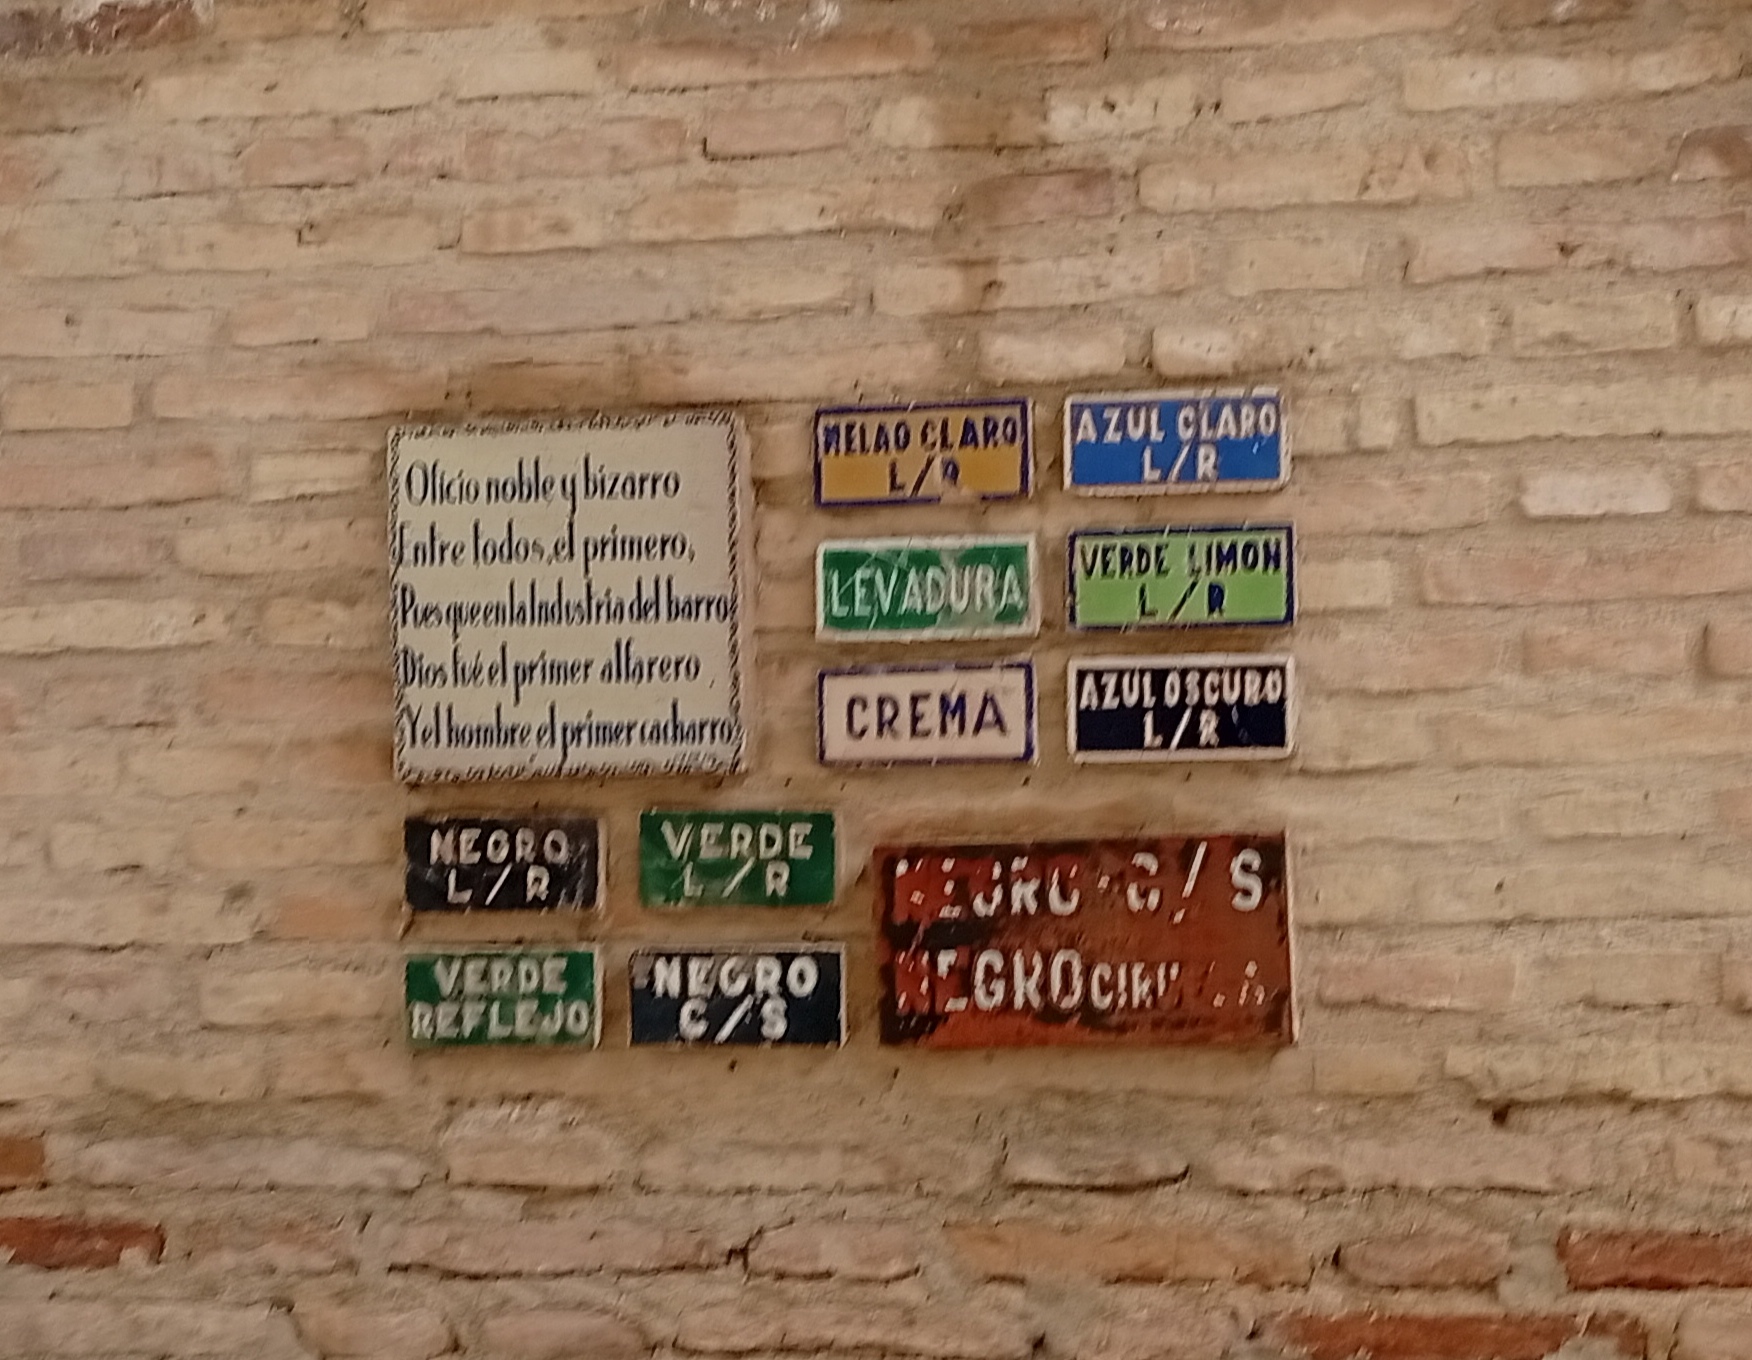 Oficio noble y bizarro
Entre todos, el primero,
Pues que en la Industria del barro
Dios fué el primer alfarero
Y el hombre el primer cacharro
MELAO CLARO
L/R
AZUL CLARO
L/R
LEVADURA
VERDE LIMON
L/R
CREMA
AZUL OSCURO
L/R
NEGRO
L/R
VERDE
L/R
VERDE
REFLEJO
NEGRO
C/S
NEGRO C/S
NEGRO